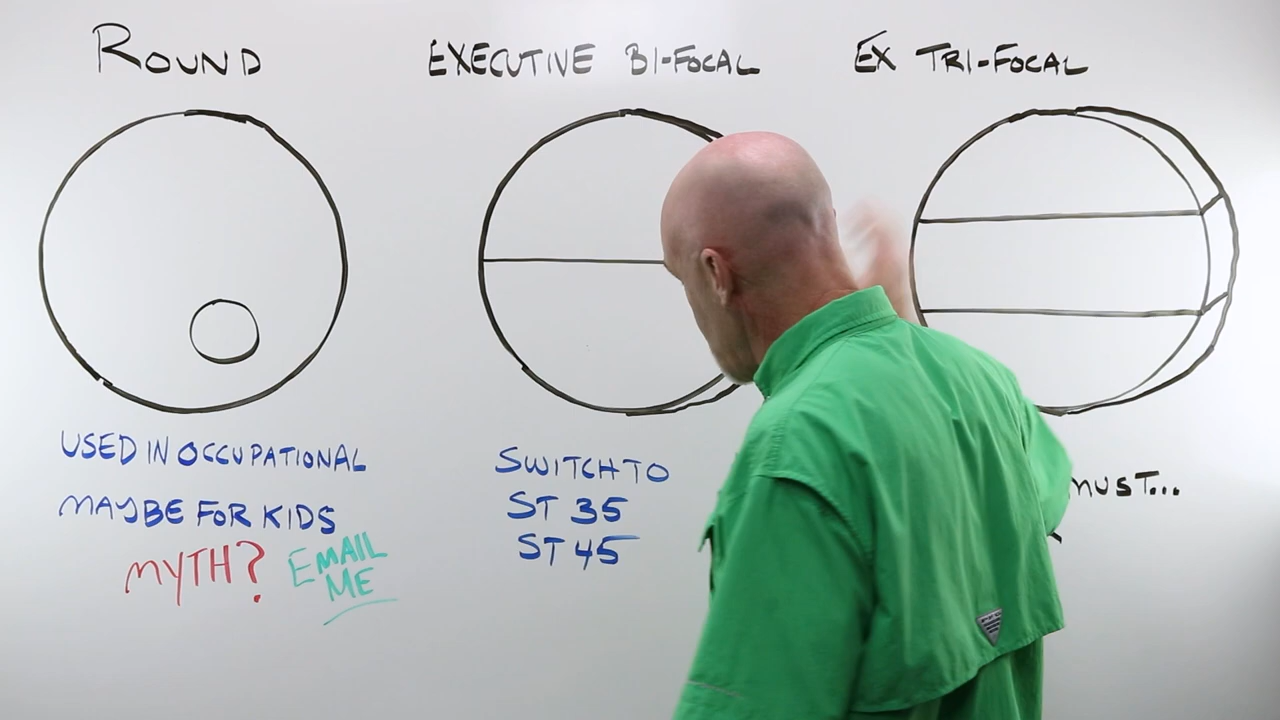 ROUND
EXECUTIVE BI-FOCAL
EX TRI-FOCAL
USED IN OCCUPATIONAL
MAYBE FOR KIDS
MYTH?
EMAIL
ME
SWITCH TO
ST 35
ST 45
MUST...